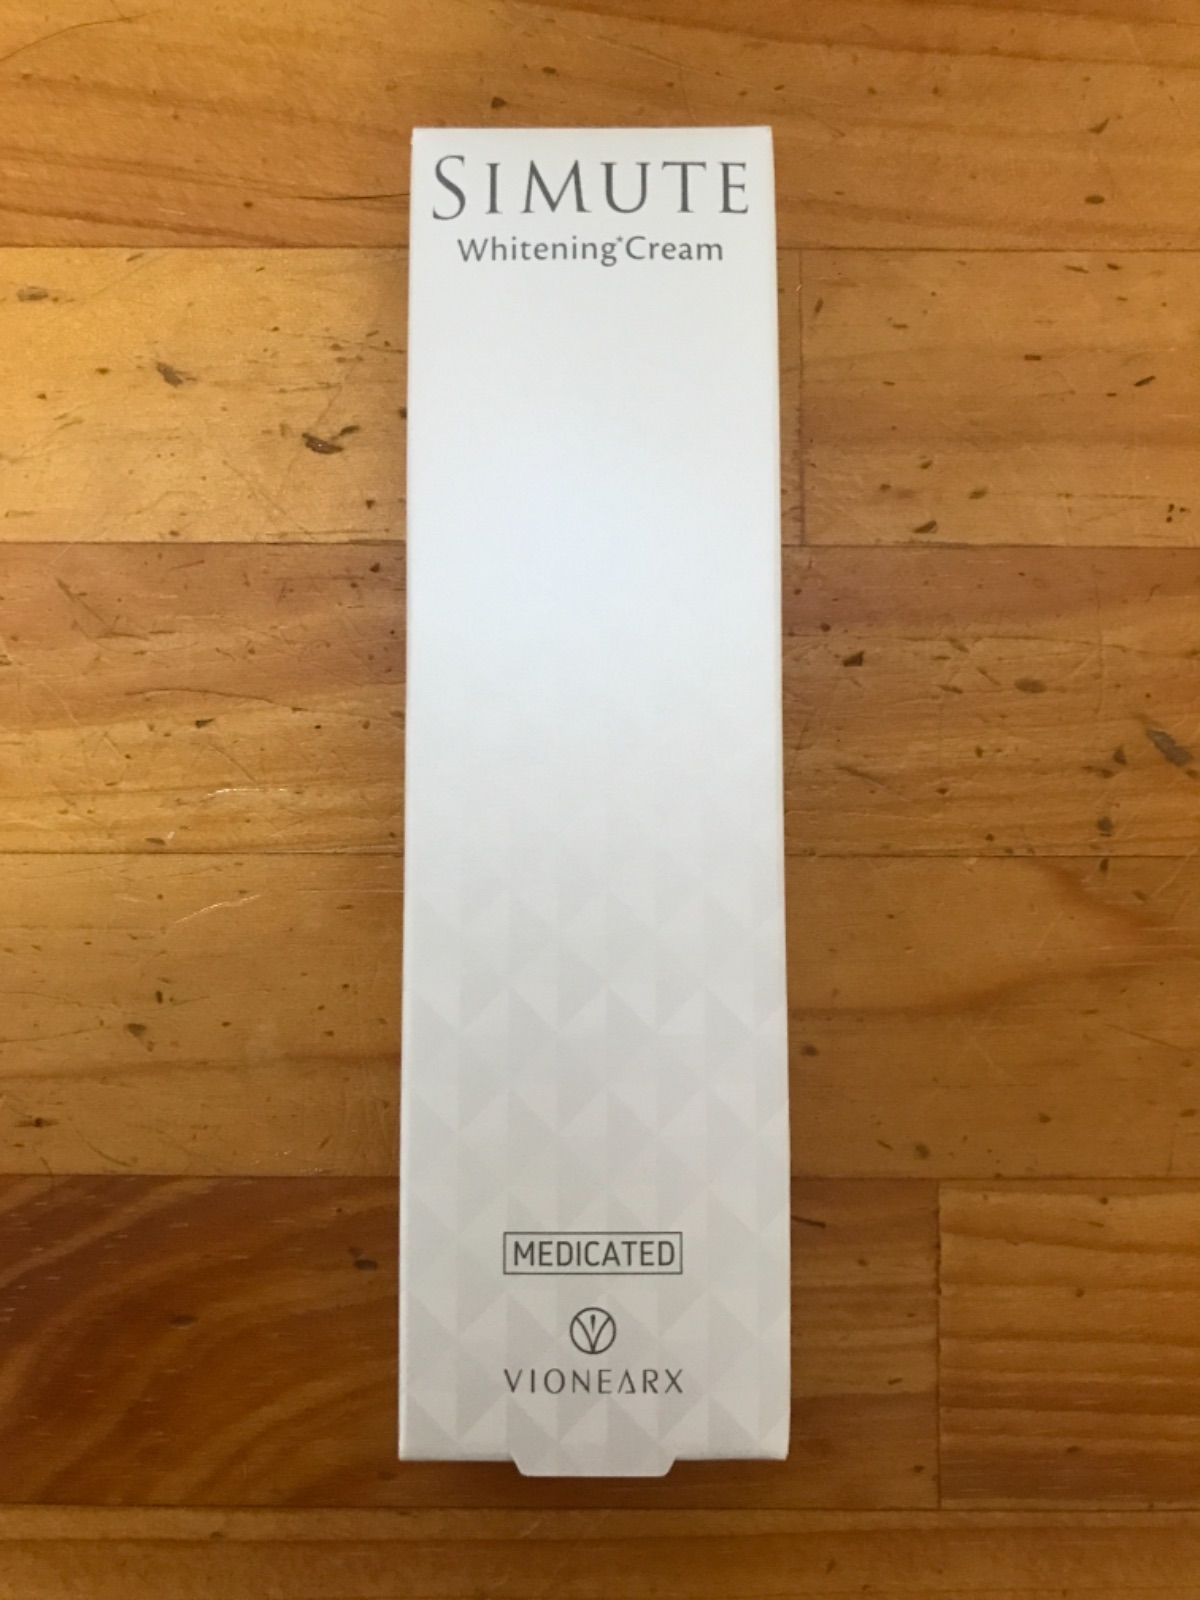 SIMUTE
Whitening*Cream
MEDICATED
VIONEARX